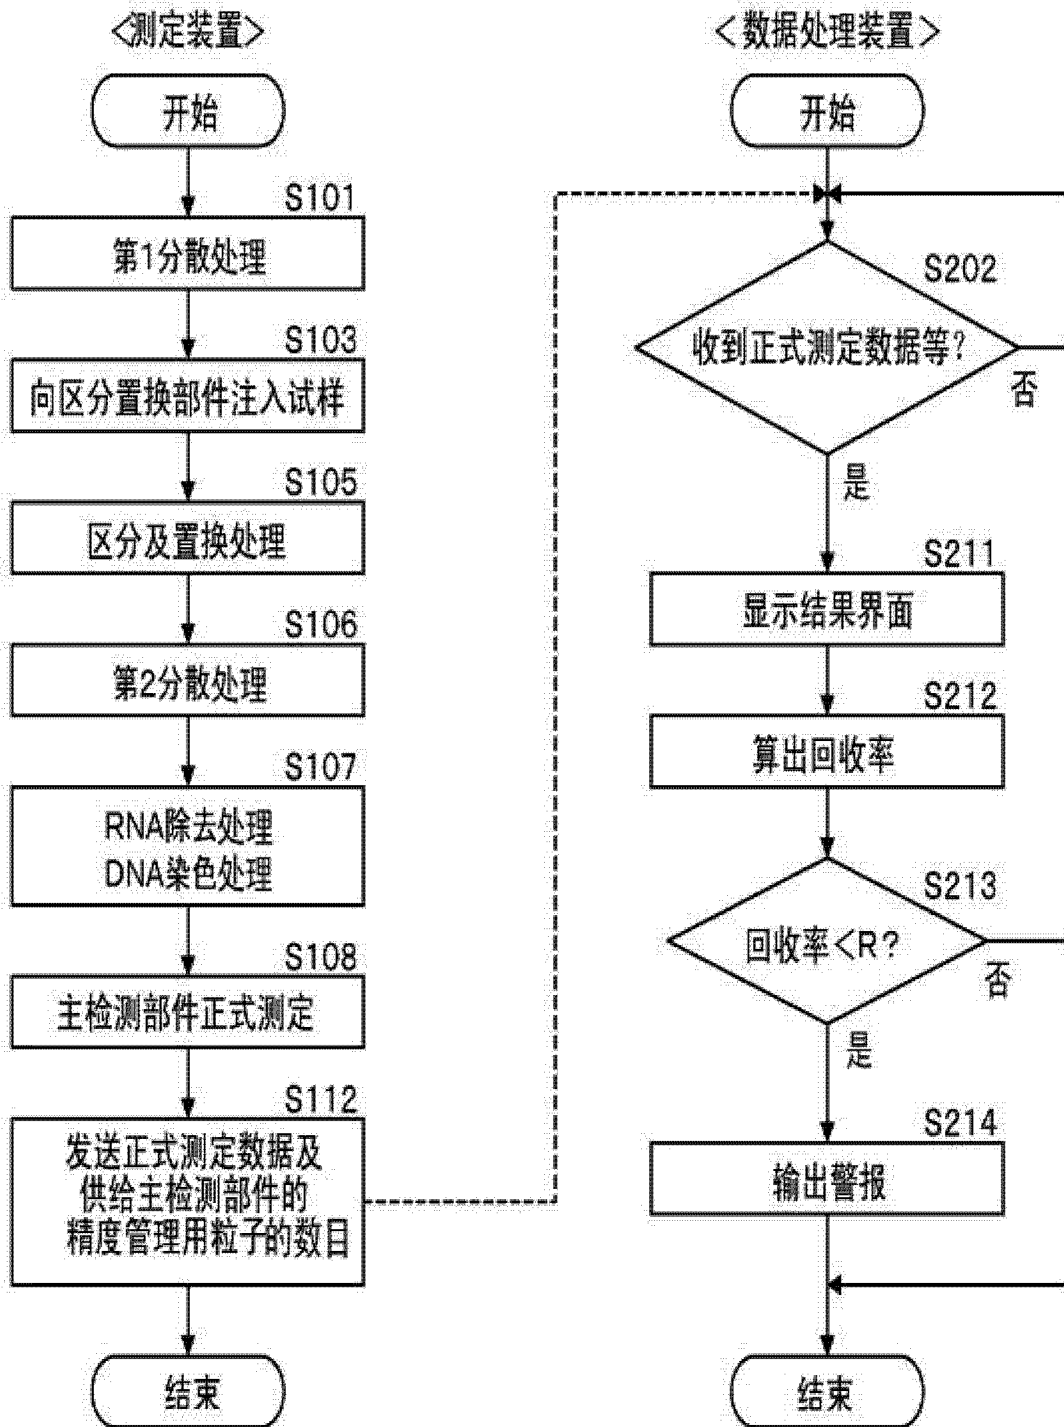 <测定装置>
开始
S101
第1分散处理
S103
向区分置换部件注入试样
S105
区分及置换处理
S106
第2分散处理
S107
RNA除去处理
DNA染色处理
S108
主检测部件正式测定
S112
发送正式测定数据及
供给主检测部件的
精度管理用粒子的数目
结束
<数据处理装置>
开始
S202
收到正式测定数据等?
否
是
S211
显示结果界面
S212
算出回收率
S213
回收率<R?
否
是
S214
输出警报
结束